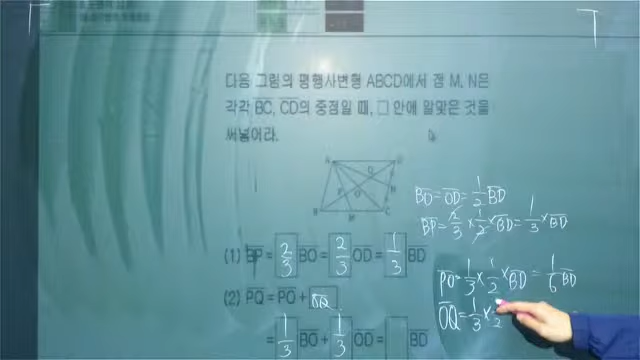 다음 그림의 평행사변형 ABCD에서 점 M, N은
각각 BC, CD의 중점일 때, □ 안에 알맞은 것을
써넣어라.
A D
Q N
P O
B M C
(1) BP = 2/3 BO = 2/3 OD = 1/3 BD
(2) PQ = PO + OQ
= 1/3 BO + 1/3 OD = □ BD
BO = OD = 1/2 BD
BP = 2/3 × 1/2 × BD = 1/3 × BD
PO = 1/3 × 1/2 × BD = 1/6 BD
OQ = 1/3 × 1/2